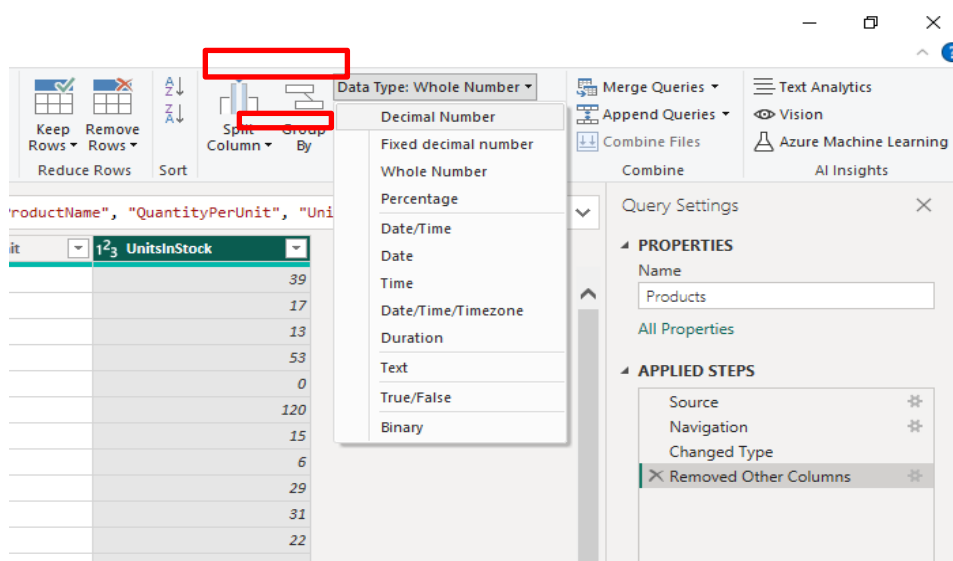 Keep Rows
Remove Rows
A Z
Z A
Split Column
Group By
Reduce Rows
Sort
Data Type: Whole Number
Decimal Number
Fixed decimal number
Whole Number
Percentage
Date/Time
Date
Time
Date/Time/Timezone
Duration
Text
True/False
Binary
Merge Queries
Append Queries
Combine Files
Combine
Text Analytics
Vision
Azure Machine Learning
AI Insights
?
roductName", "QuantityPerUnit", "Uni
it
1²3 UnitsInStock
39
17
13
53
0
120
15
6
29
31
22
Query Settings
PROPERTIES
Name
Products
All Properties
APPLIED STEPS
Source
Navigation
Changed Type
Removed Other Columns